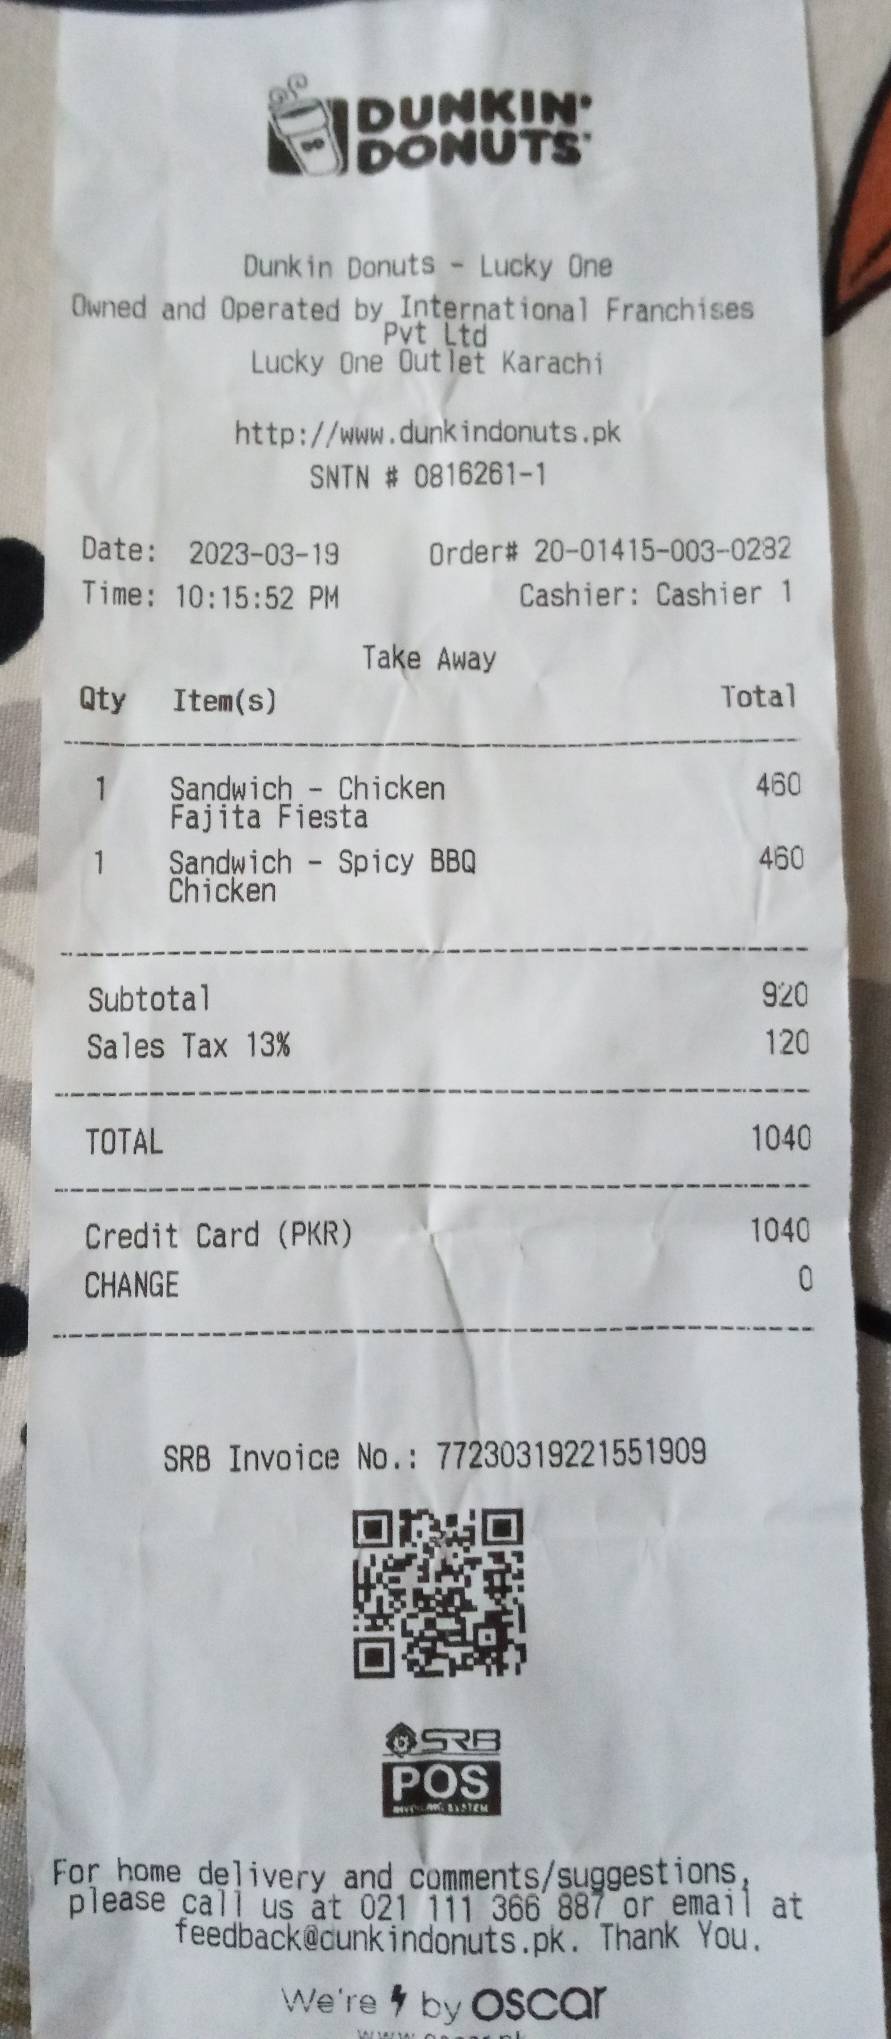 DUNKIN'
DONUTS
Dunkin Donuts - Lucky One
Owned and Operated by International Franchises
Pvt Ltd
Lucky One Outlet Karachi
http://www.dunkindonuts.pk
SNTN # 0816261-1
Date: 2023-03-19 Order# 20-01415-003-0282
Time: 10:15:52 PM Cashier: Cashier 1
Take Away
Qty Item(s) Total
1 Sandwich - Chicken 460
Fajita Fiesta
1 Sandwich - Spicy BBQ 460
Chicken
Subtotal 920
Sales Tax 13% 120
TOTAL 1040
Credit Card (PKR) 1040
CHANGE 0
SRB Invoice No.: 77230319221551909
SRB
POS
For home delivery and comments/suggestions,
please call us at 021 111 366 887 or email at
feedback@dunkindonuts.pk. Thank You.
We're by oscar